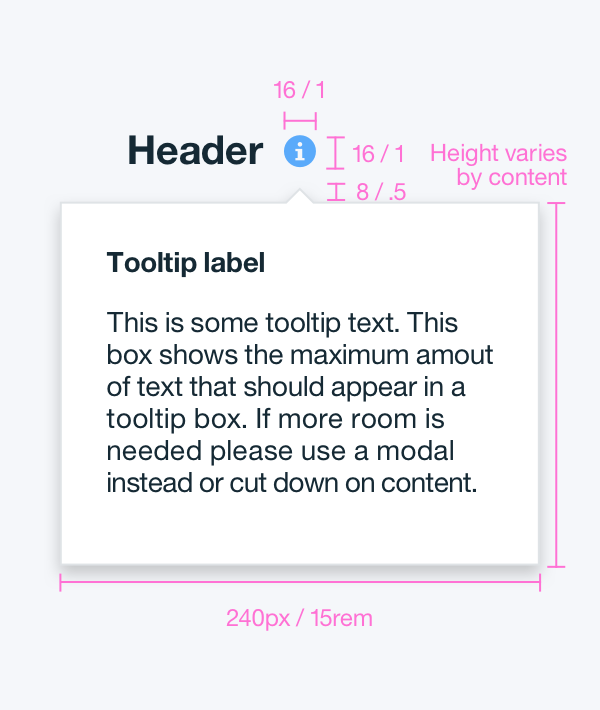 16 / 1
Header
16 / 1
Height varies
by content
8 / .5
Tooltip label
This is some tooltip text. This
box shows the maximum amout
of text that should appear in a
tooltip box. If more room is
needed please use a modal
instead or cut down on content.
240px / 15rem